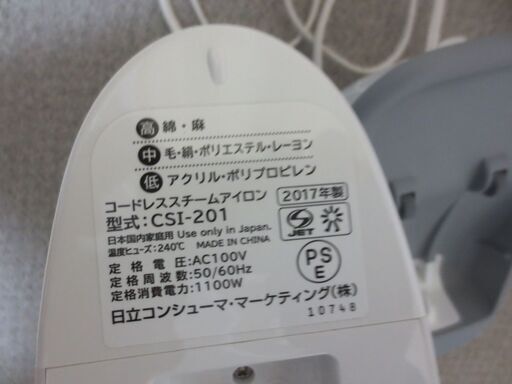 高 綿・麻
中 毛・絹・ポリエステル・レーヨン
低 アクリル・ポリプロピレン
コードレススチームアイロン 2017年製
型式:CSI-201
日本国内家庭用 Use only in Japan.
温度ヒューズ:240℃ MADE IN CHINA
S JET
PS
E
定格電圧:AC100V
定格周波数:50/60Hz
定格消費電力:1100W
日立コンシューマ・マーケティング(株)
10748